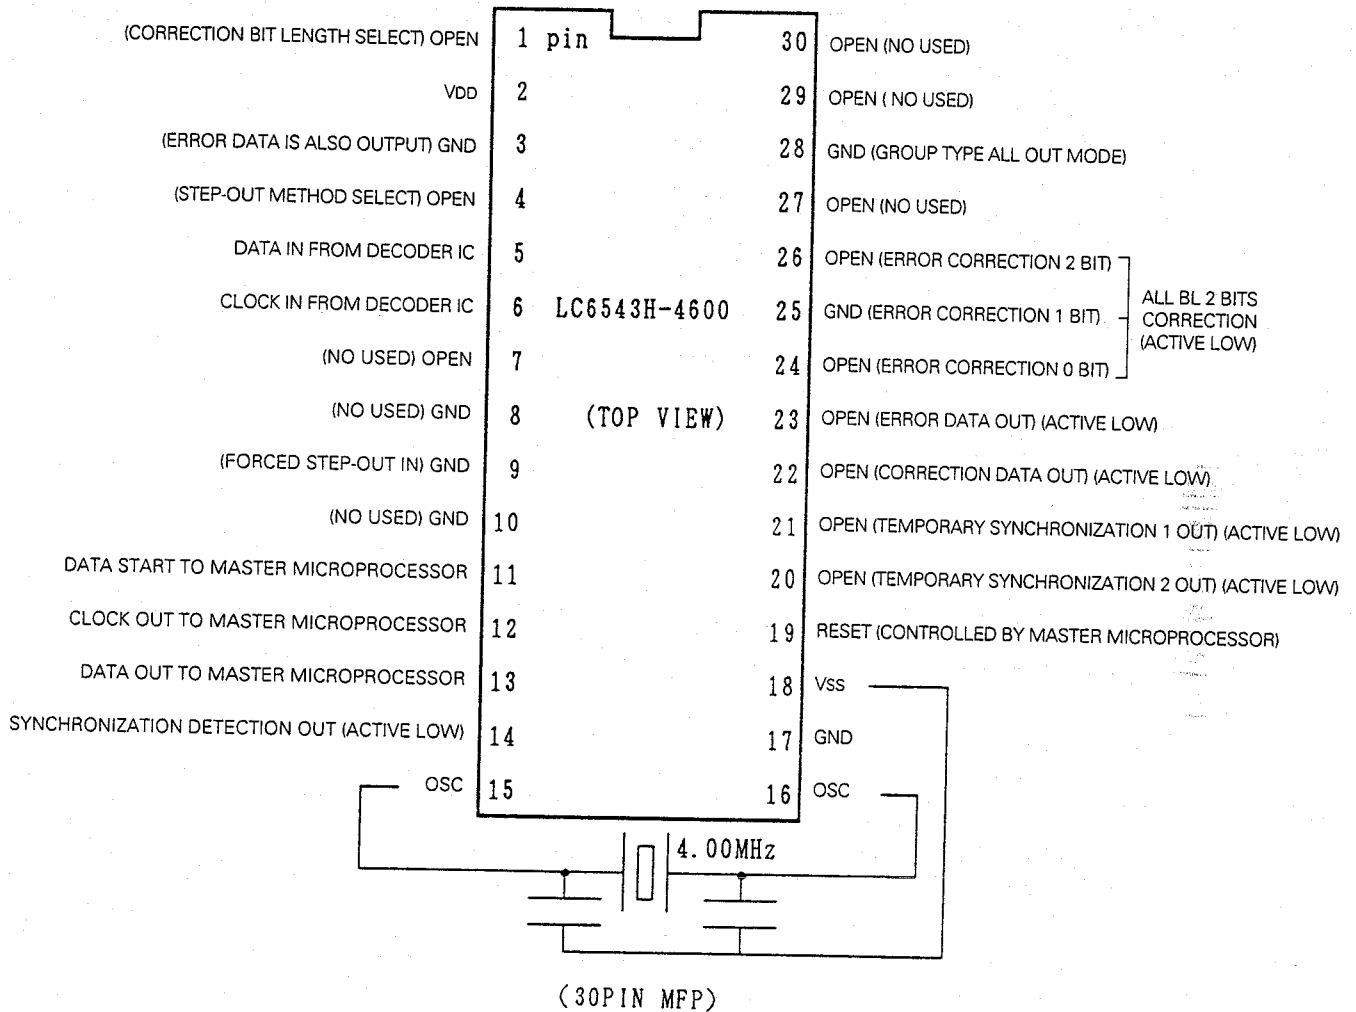 (CORRECTION BIT LENGTH SELECT) OPEN 1 pin 30 OPEN (NO USED)
VDD 2 29 OPEN ( NO USED)
(ERROR DATA IS ALSO OUTPUT) GND 3 28 GND (GROUP TYPE ALL OUT MODE)
(STEP-OUT METHOD SELECT) OPEN 4 27 OPEN (NO USED)
DATA IN FROM DECODER IC 5 26 OPEN (ERROR CORRECTION 2 BIT)
CLOCK IN FROM DECODER IC 6 LC6543H-4600 25 GND (ERROR CORRECTION 1 BIT)
ALL BL 2 BITS
CORRECTION
(ACTIVE LOW)
(NO USED) OPEN 7 24 OPEN (ERROR CORRECTION 0 BIT)
(NO USED) GND 8 (TOP VIEW) 23 OPEN (ERROR DATA OUT) (ACTIVE LOW)
(FORCED STEP-OUT IN) GND 9 22 OPEN (CORRECTION DATA OUT) (ACTIVE LOW)
(NO USED) GND 10 21 OPEN (TEMPORARY SYNCHRONIZATION 1 OUT) (ACTIVE LOW)
DATA START TO MASTER MICROPROCESSOR 11 20 OPEN (TEMPORARY SYNCHRONIZATION 2 OUT) (ACTIVE LOW)
CLOCK OUT TO MASTER MICROPROCESSOR 12 19 RESET (CONTROLLED BY MASTER MICROPROCESSOR)
DATA OUT TO MASTER MICROPROCESSOR 13 18 VSS
SYNCHRONIZATION DETECTION OUT (ACTIVE LOW) 14 17 GND
OSC 15 16 OSC
4.00MHz
(30PIN MFP)